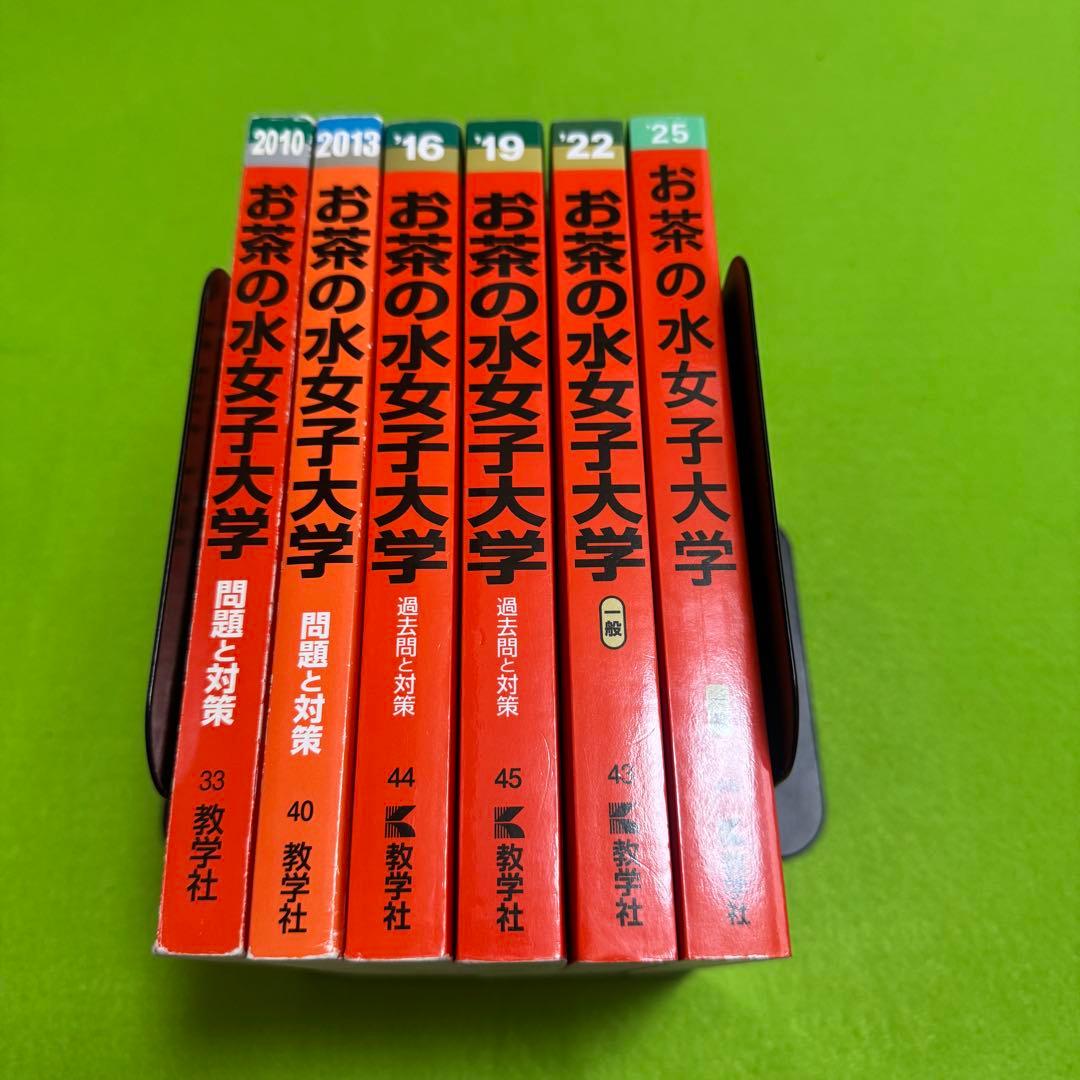 2010
お茶の水女子大学
問題と対策
33
教学社
2013
お茶の水女子大学
問題と対策
40
教学社
'16
お茶の水女子大学
過去問と対策
44
教学社
'19
お茶の水女子大学
過去問と対策
45
教学社
'22
お茶の水女子大学
一般
43
教学社
'25
お茶の水女子大学
教学社